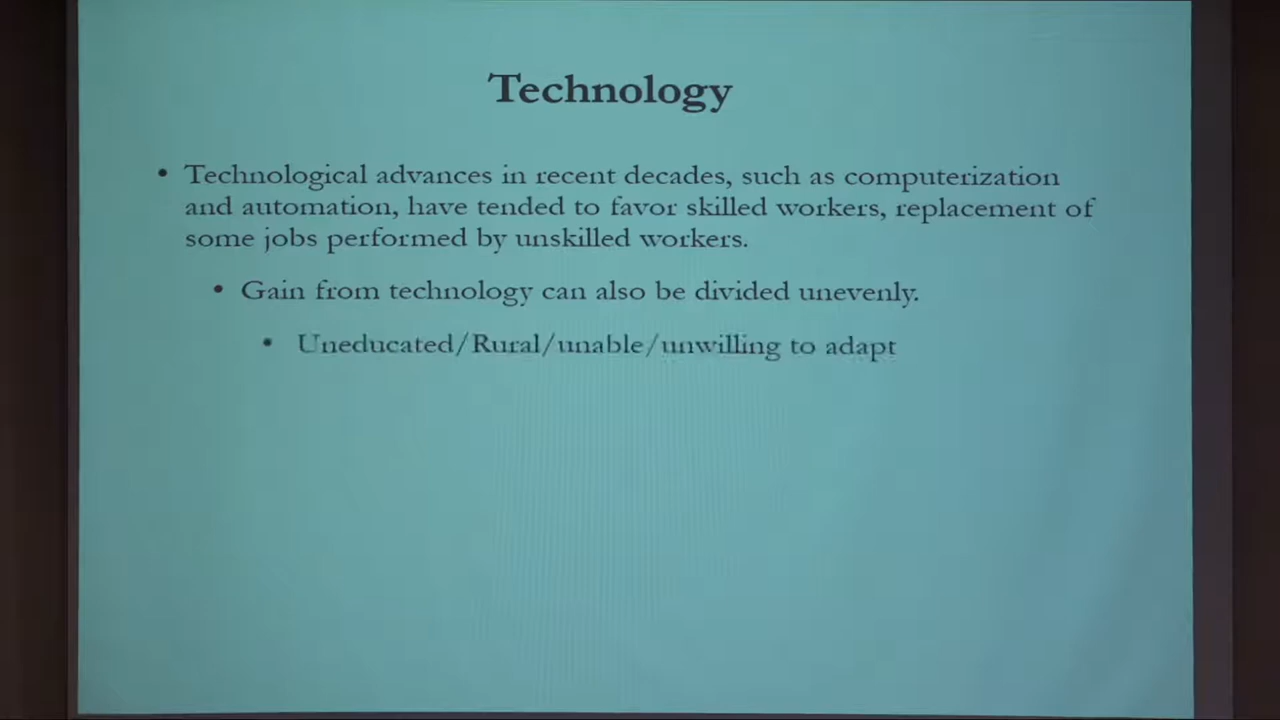 Technology
• Technological advances in recent decades, such as computerization
and automation, have tended to favor skilled workers, replacement of
some jobs performed by unskilled workers.
• Gain from technology can also be divided unevenly.
• Uneducated/Rural/unable/unwilling to adapt